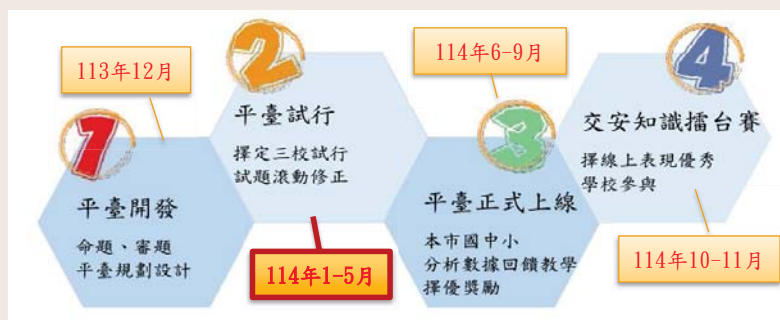 113年12月
1
平臺開發
命題、審題
平臺規劃設計
2
平臺試行
擇定三校試行
試題滾動修正
114年1-5月
114年6-9月
3
平臺正式上線
本市國中小
分析數據回饋教學
擇優獎勵
4
交安知識擂台賽
擇線上表現優秀
學校參與
114年10-11月